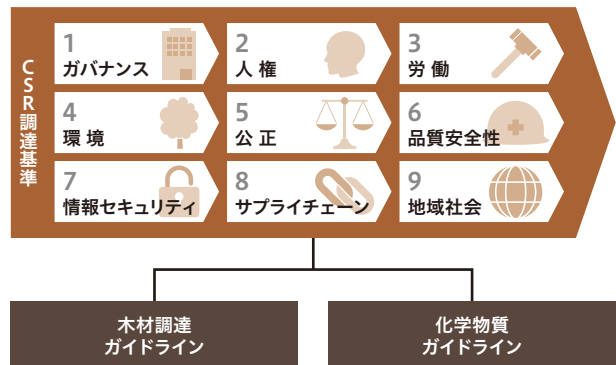 CSR調達基準
1
ガバナンス
2
人権
3
労働
4
環境
5
公正
6
品質安全性
7
情報セキュリティ
8
サプライチェーン
9
地域社会
木材調達
ガイドライン
化学物質
ガイドライン